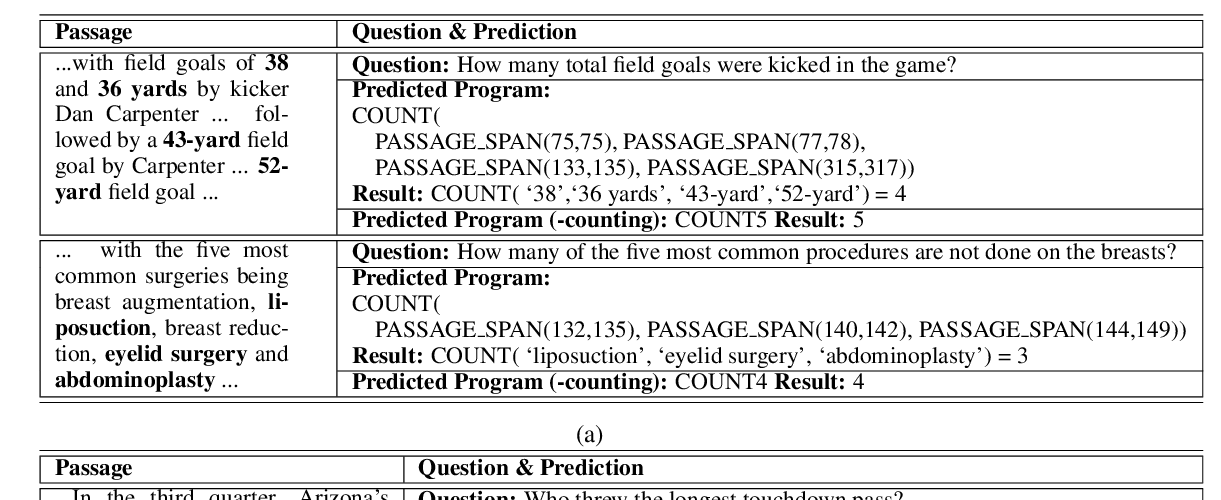 Passage
Question & Prediction
...with field goals of 38
and 36 yards by kicker
Dan Carpenter ... fol-
lowed by a 43-yard field
goal by Carpenter ... 52-
yard field goal ...
Question: How many total field goals were kicked in the game?
Predicted Program:
COUNT(
PASSAGE_SPAN(75,75), PASSAGE_SPAN(77,78),
PASSAGE_SPAN(133,135), PASSAGE_SPAN(315,317))
Result: COUNT( ‘38’,‘36 yards’, ‘43-yard’,‘52-yard’) = 4
Predicted Program (-counting): COUNT5 Result: 5
... with the five most
common surgeries being
breast augmentation, li-
posuction, breast reduc-
tion, eyelid surgery and
abdominoplasty ...
Question: How many of the five most common procedures are not done on the breasts?
Predicted Program:
COUNT(
PASSAGE_SPAN(132,135), PASSAGE_SPAN(140,142), PASSAGE_SPAN(144,149))
Result: COUNT( ‘liposuction’, ‘eyelid surgery’, ‘abdominoplasty’) = 3
Predicted Program (-counting): COUNT4 Result: 4
(a)
Passage
Question & Prediction
In the third quarter, Arizona's
Question: Who threw the longest touchdown pass?